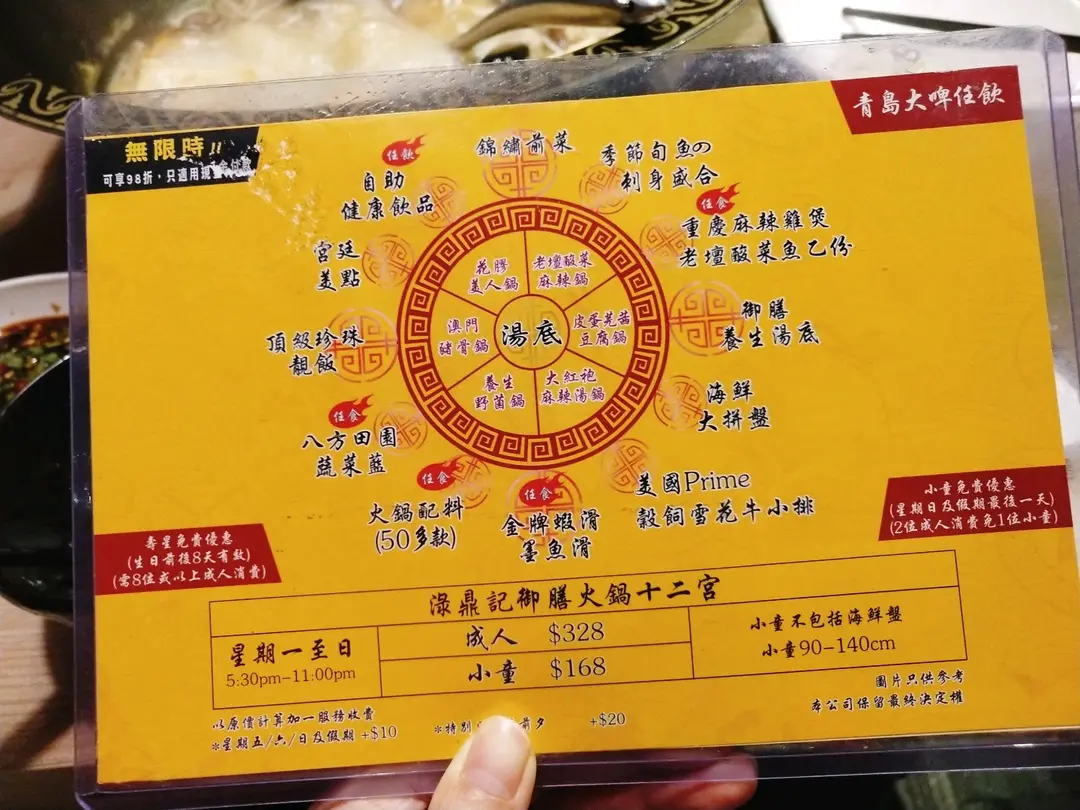 青島大啤任飲
無限時!!
可享98折,只適用現金付款
任飲
自助
健康飲品
錦繡前菜
季節旬魚の
刺身盛合
任食
重慶麻辣雞煲
老壇酸菜魚乙份
宮廷
美點
御膳
養生湯底
頂級珍珠
靚飯
海鮮
大拼盤
任食
八方田園
蔬菜藍
任食
火鍋配料
(50多款)
任食
金牌蝦滑
墨魚滑
美國Prime
穀飼雪花牛小排
湯底
花膠
美人鍋
老壇酸菜
麻辣鍋
皮蛋芫茜
豆腐鍋
大紅袍
麻辣湯鍋
養生
野菌鍋
澳門
豬骨鍋
壽星免費優惠
(生日前後8天有效)
(需8位或以上成人消費)
小童免費優惠
(星期日及假期最後一天)
(2位成人消費免1位小童)
淥鼎記御膳火鍋十二宮
星期一至日
5:30pm-11:00pm
成人 $328
小童 $168
小童不包括海鮮盤
小童90-140cm
圖片只供參考
本公司保留最終決定權
以原價計算加一服務收費
*星期五/六/日及假期 +$10
*特別 前夕 +$20